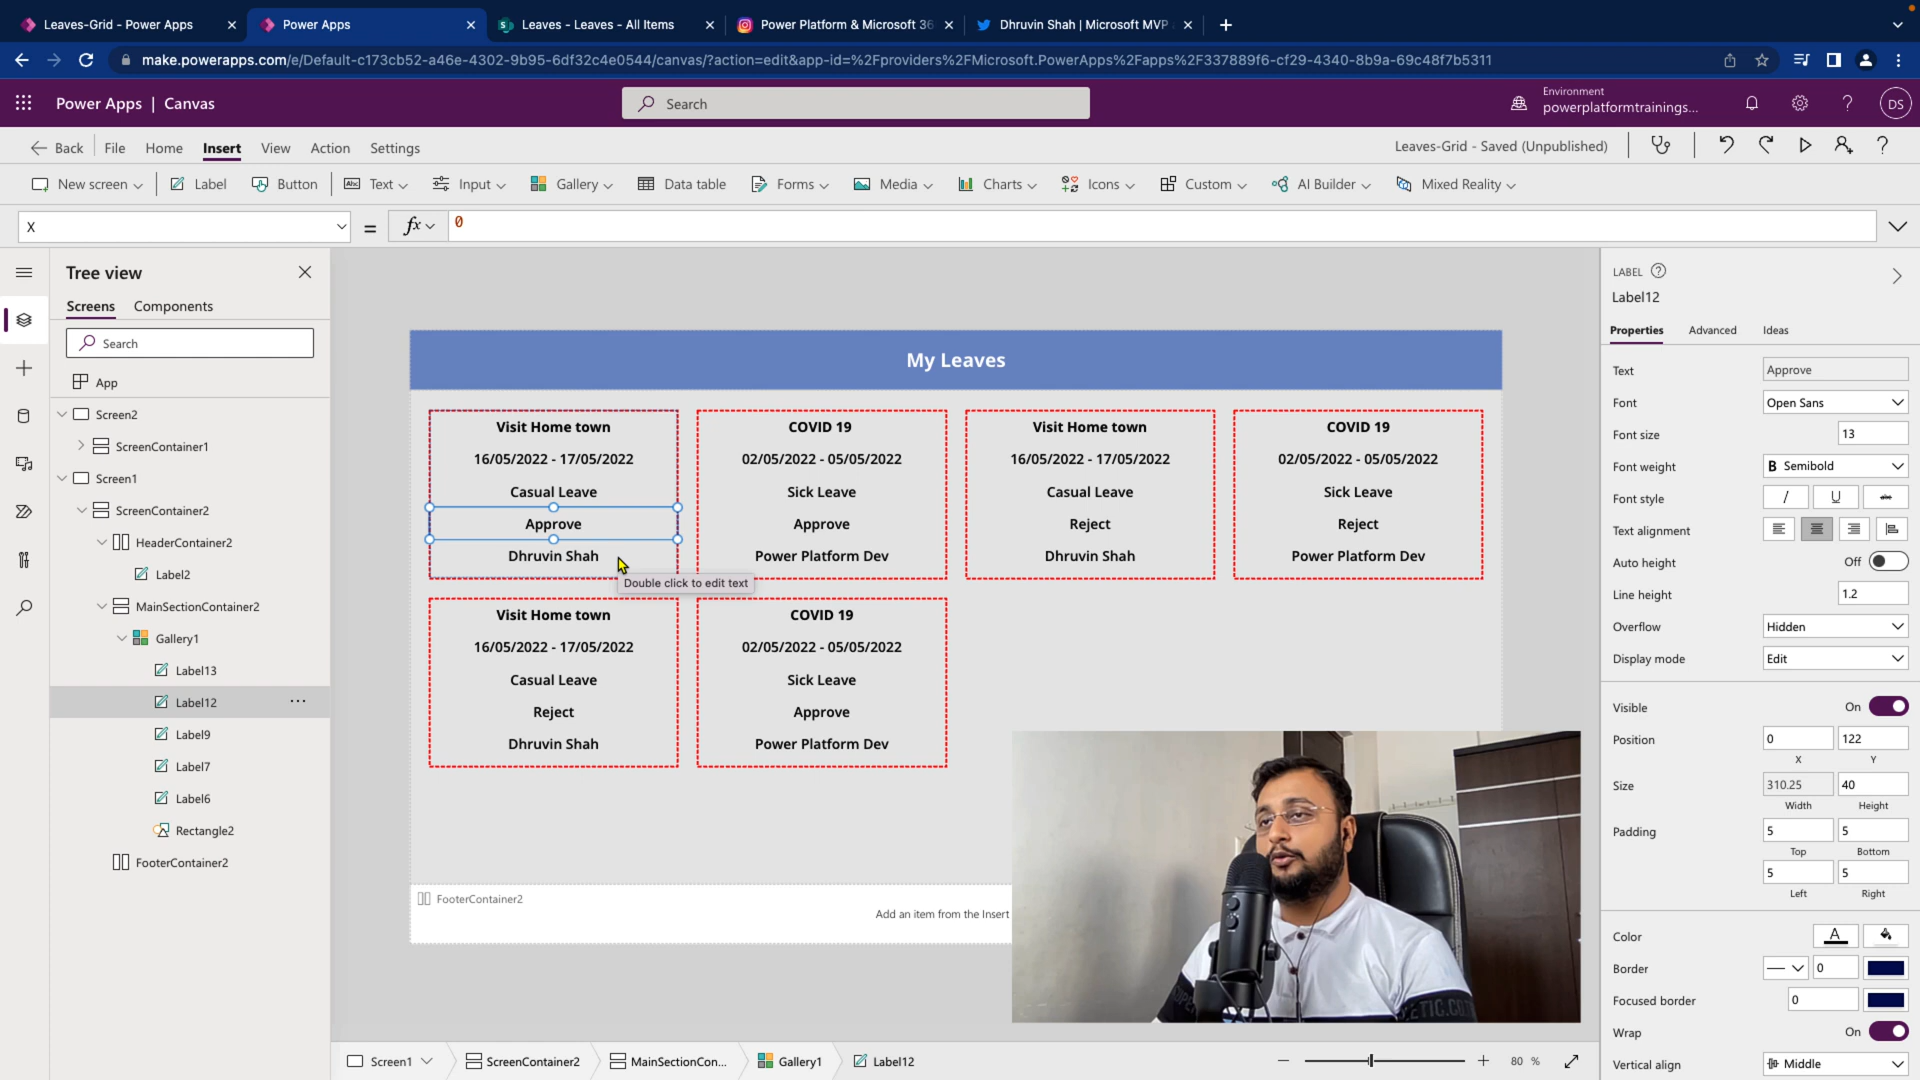 Leaves-Grid - Power Apps
Power Apps
Leaves - Leaves - All Items
Power Platform & Microsoft 36
Dhruvin Shah | Microsoft MVP
make.powerapps.com/e/Default-c173cb52-a46e-4302-9b95-6df32c4e0544/canvas/?action=edit&app-id=%2Fproviders%2FMicrosoft.PowerApps%2Fapps%2F337889f6-cf29-4340-8b9a-69c48f7b5311
Power Apps | Canvas
Search
Environment
powerplatformtrainings...
DS
Back
File
Home
Insert
View
Action
Settings
Leaves-Grid - Saved (Unpublished)
New screen
Label
Button
Text
Input
Gallery
Data table
Forms
Media
Charts
Icons
Custom
AI Builder
Mixed Reality
X
=
fx
0
Tree view
Screens
Components
Search
App
Screen2
ScreenContainer1
Screen1
ScreenContainer2
HeaderContainer2
Label2
MainSectionContainer2
Gallery1
Label13
Label12
Label9
Label7
Label6
Rectangle2
FooterContainer2
My Leaves
Visit Home town
16/05/2022 - 17/05/2022
Casual Leave
Approve
Dhruvin Shah
COVID 19
02/05/2022 - 05/05/2022
Sick Leave
Approve
Power Platform Dev
Visit Home town
16/05/2022 - 17/05/2022
Casual Leave
Reject
Dhruvin Shah
COVID 19
02/05/2022 - 05/05/2022
Sick Leave
Reject
Power Platform Dev
Double click to edit text
Visit Home town
16/05/2022 - 17/05/2022
Casual Leave
Reject
Dhruvin Shah
COVID 19
02/05/2022 - 05/05/2022
Sick Leave
Approve
Power Platform Dev
FooterContainer2
Add an item from the Insert
Screen1
ScreenContainer2
MainSectionCon...
Gallery1
Label12
80 %
LABEL
Label12
Properties
Advanced
Ideas
Text
Approve
Font
Open Sans
Font size
13
Font weight
B Semibold
Font style
/ U abc
Text alignment
Auto height
Off
Line height
1.2
Overflow
Hidden
Display mode
Edit
Visible
On
Position
0
122
X
Y
Size
310.25
40
Width
Height
Padding
5
5
Top
Bottom
5
5
Left
Right
Color
A
Border
0
Focused border
0
Wrap
On
Vertical align
Middle